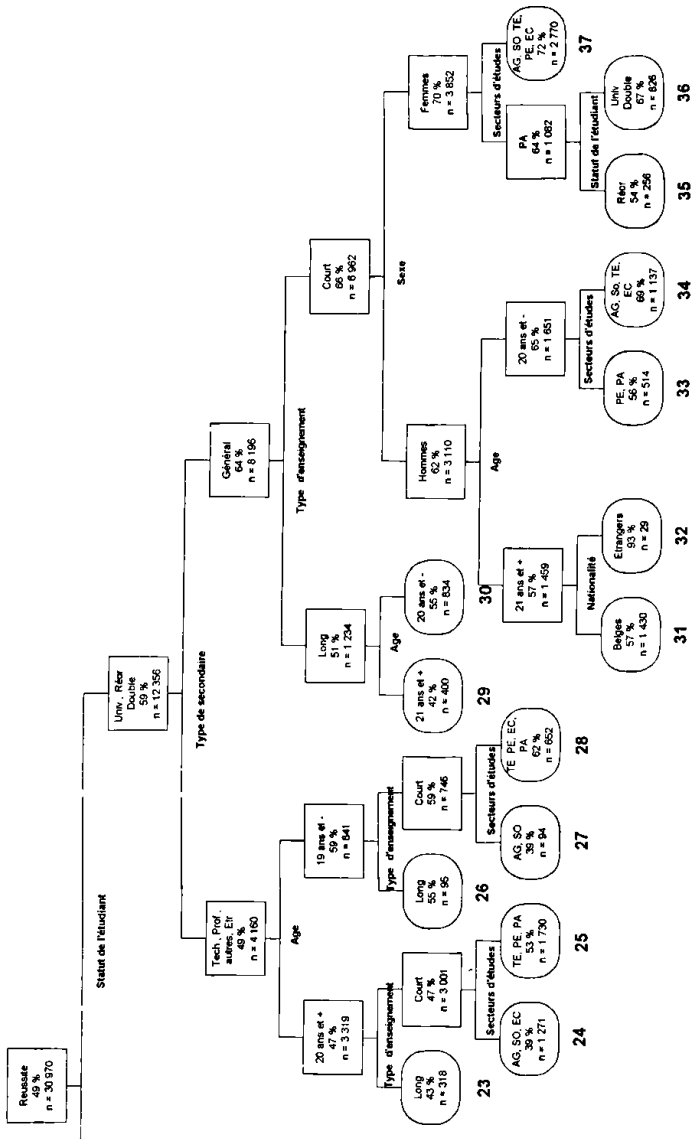 Reussite
49 %
n = 30 970
Statut de l'étudiant
Univ , Réor
Double
59 %
n = 12 356
Type de secondaire
Tech , Prof ,
autres, Etr
49 %
n = 4 160
Général
64 %
n = 8 196
Age
20 ans et +
47 %
n = 3 319
19 ans et -
59 %
n = 841
Type d'enseignement
Long
43 %
n = 318
23
Court
47 %
n = 3 001
Secteurs d'études
AG, SO, EC
39 %
n = 1 271
24
TE, PE, PA
53 %
n = 1 730
25
Type d'enseignement
Long
55 %
n = 95
26
Court
59 %
n = 746
Secteurs d'études
AG, SO
39 %
n = 94
27
TE PE, EC,
PA
62 %
n = 652
28
Type d'enseignement
Long
51 %
n = 1 234
Age
21 ans et +
42 %
n = 400
29
20 ans et -
55 %
n = 834
30
Court
66 %
n = 6 962
Sexe
Hommes
62 %
n = 3 110
Age
21 ans et +
57 %
n = 1 459
Nationalité
Belges
57 %
n = 1 430
31
Etrangers
93 %
n = 29
32
20 ans et -
65 %
n = 1 651
Secteurs d'études
PE, PA
56 %
n = 514
33
AG, So, TE,
EC
69 %
n = 1 137
34
Femmes
70 %
n = 3 852
Secteurs d'études
PA
64 %
n = 1 082
Statut de l'étudiant
Réor
54 %
n = 256
35
Univ
Double
67 %
n = 826
36
AG, SO TE,
PE, EC
72 %
n = 2 770
37